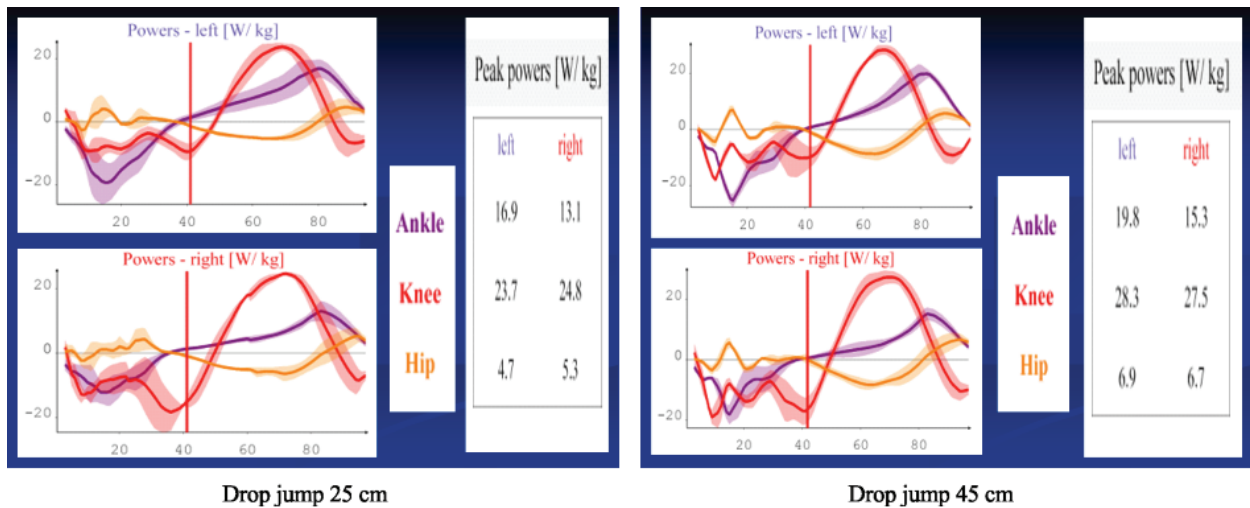 Powers - left [W/ kg]
20
0
−20
20 40 60 80
Powers - right [W/ kg]
20
0
−20
20 40 60 80
Ankle
Knee
Hip
Peak powers [W/ kg]
left right
16.9 13.1
23.7 24.8
4.7 5.3
Drop jump 25 cm
Powers - left [W/ kg]
20
0
−20
20 40 60 80
Powers - right [W/ kg]
20
0
−20
20 40 60 80
Ankle
Knee
Hip
Peak powers [W/ kg]
left right
19.8 15.3
28.3 27.5
6.9 6.7
Drop jump 45 cm